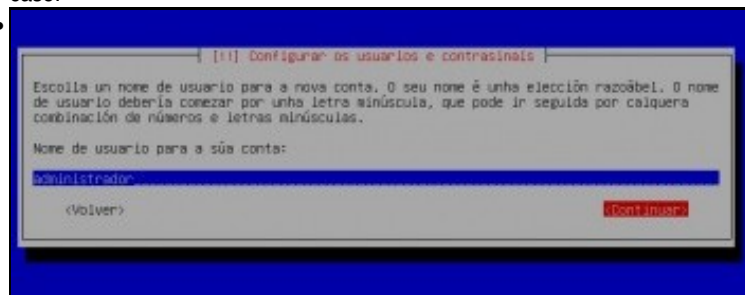 [!!] Configurar os usuarios e contrasinais
Escolla un nome de usuario para a nova conta. O seu nome é unha elección razoábel. O nome
de usuario debería comezar por unha letra minúscula, que pode ir seguida por calquera
combinación de números e letras minúsculas.
Nome de usuario para a súa conta:
administrador
<Volver> <Continuar>